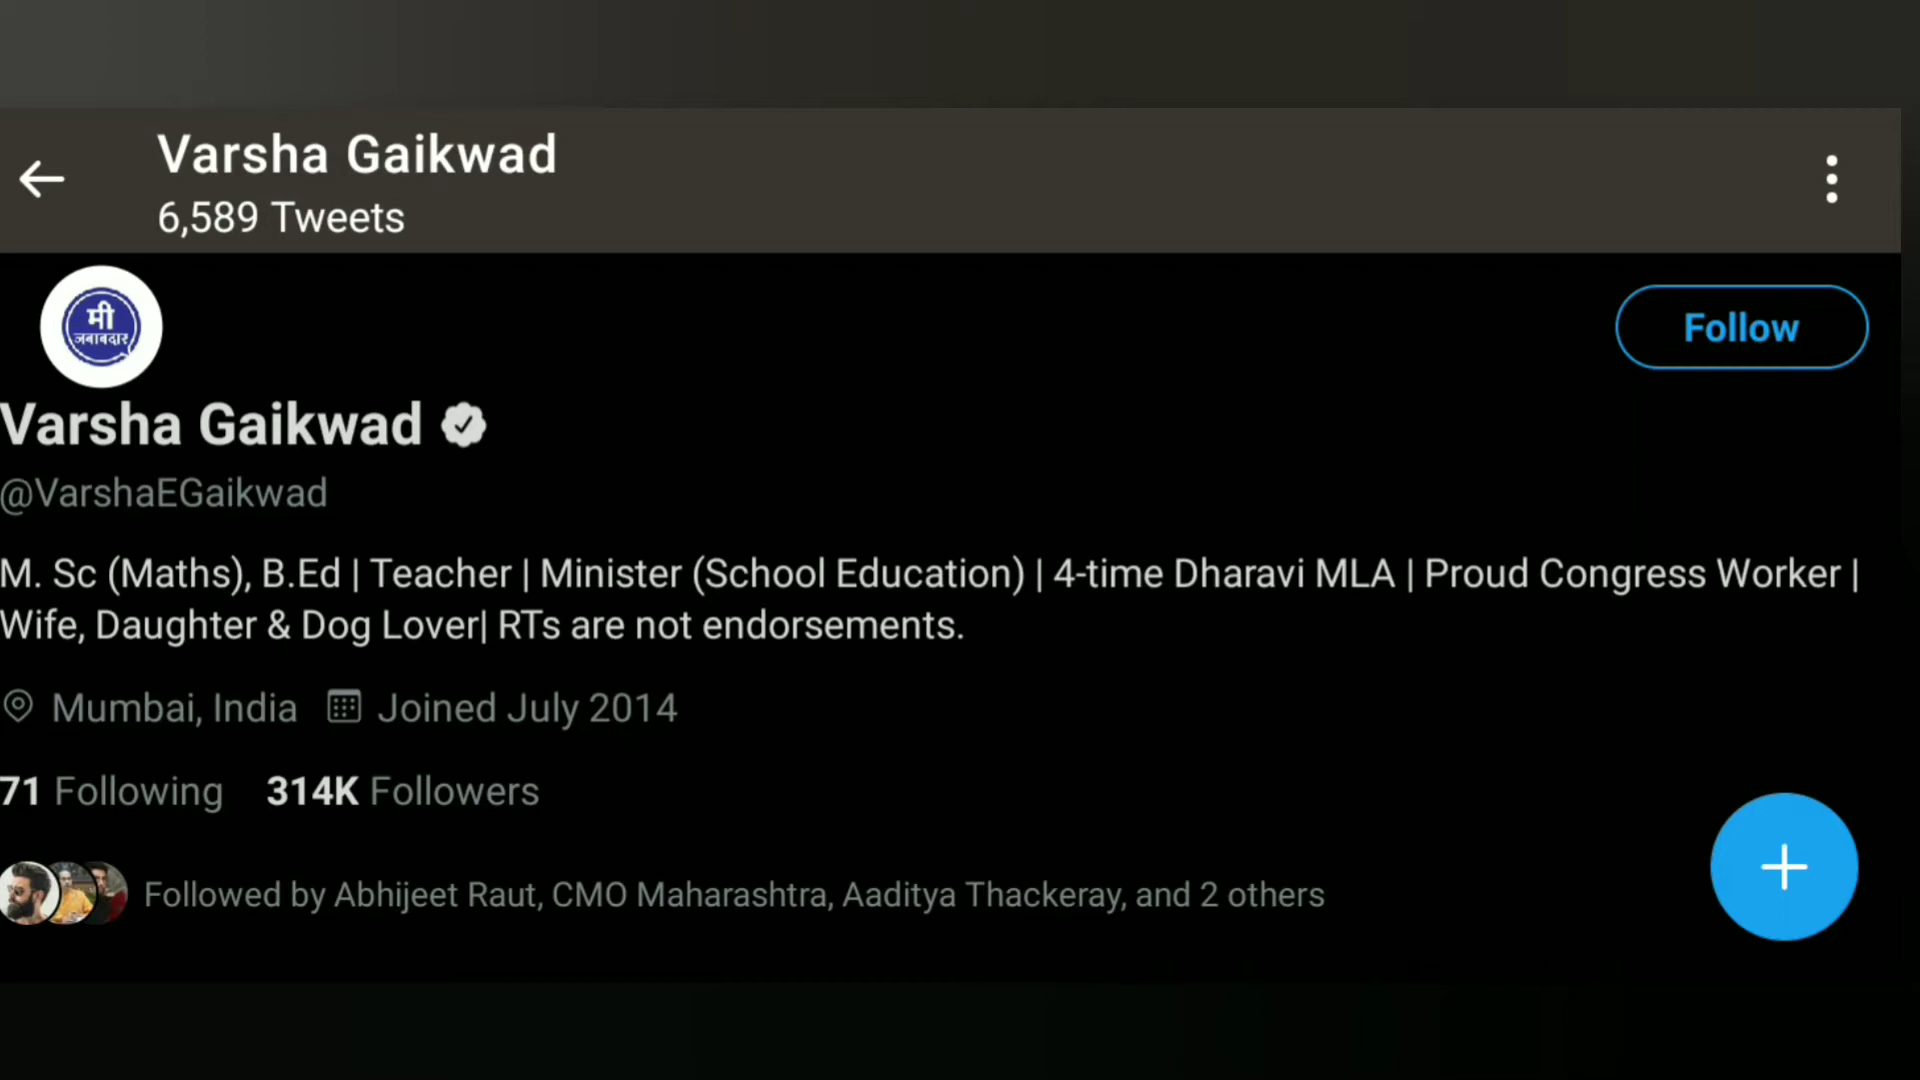 Varsha Gaikwad
6,589 Tweets
मी
जबाबदार
Follow
Varsha Gaikwad
@VarshaEGaikwad
M. Sc (Maths), B.Ed | Teacher | Minister (School Education) | 4-time Dharavi MLA | Proud Congress Worker |
Wife, Daughter & Dog Lover| RTs are not endorsements.
Mumbai, India Joined July 2014
71 Following 314K Followers
Followed by Abhijeet Raut, CMO Maharashtra, Aaditya Thackeray, and 2 others